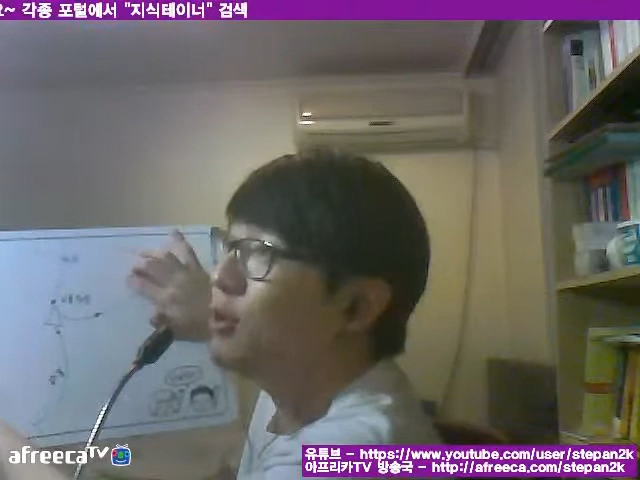 요~ 각종 포털에서 "지식테이너" 검색
afreecaTV
유튜브 - https://www.youtube.com/user/stepan2k
아프리카TV 방송국 - http://afreeca.com/stepan2k